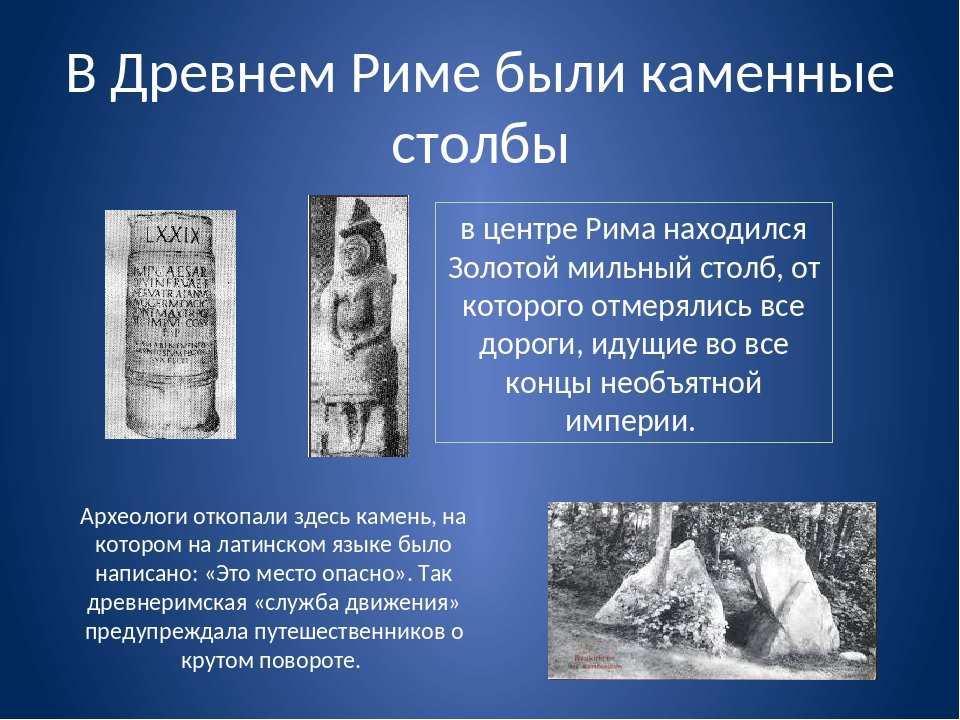 В Древнем Риме были каменные
столбы
LXXIX
в центре Рима находился
Золотой мильный столб, от
которого отмерялись все
дороги, идущие во все
концы необъятной
империи.
Археологи откопали здесь камень, на
котором на латинском языке было
написано: «Это место опасно». Так
древнеримская «служба движения»
предупреждала путешественников о
крутом повороте.